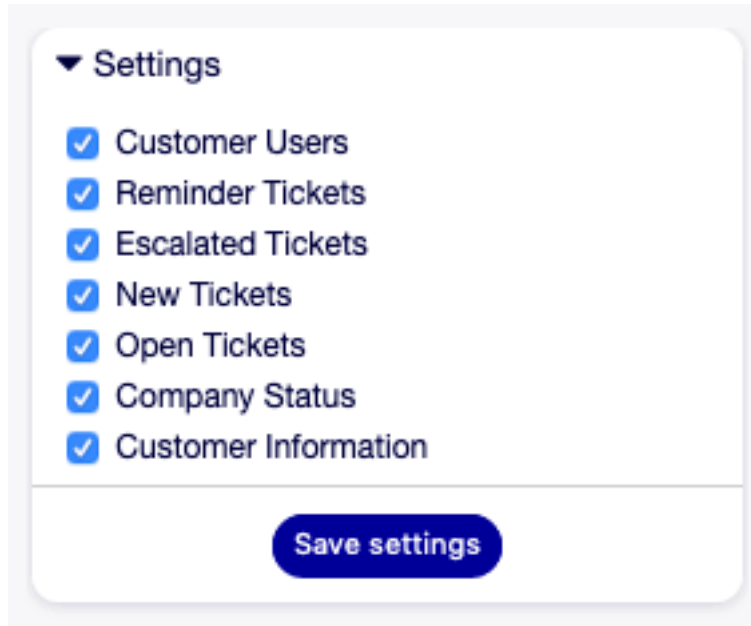 Settings
Customer Users
Reminder Tickets
Escalated Tickets
New Tickets
Open Tickets
Company Status
Customer Information
Save settings